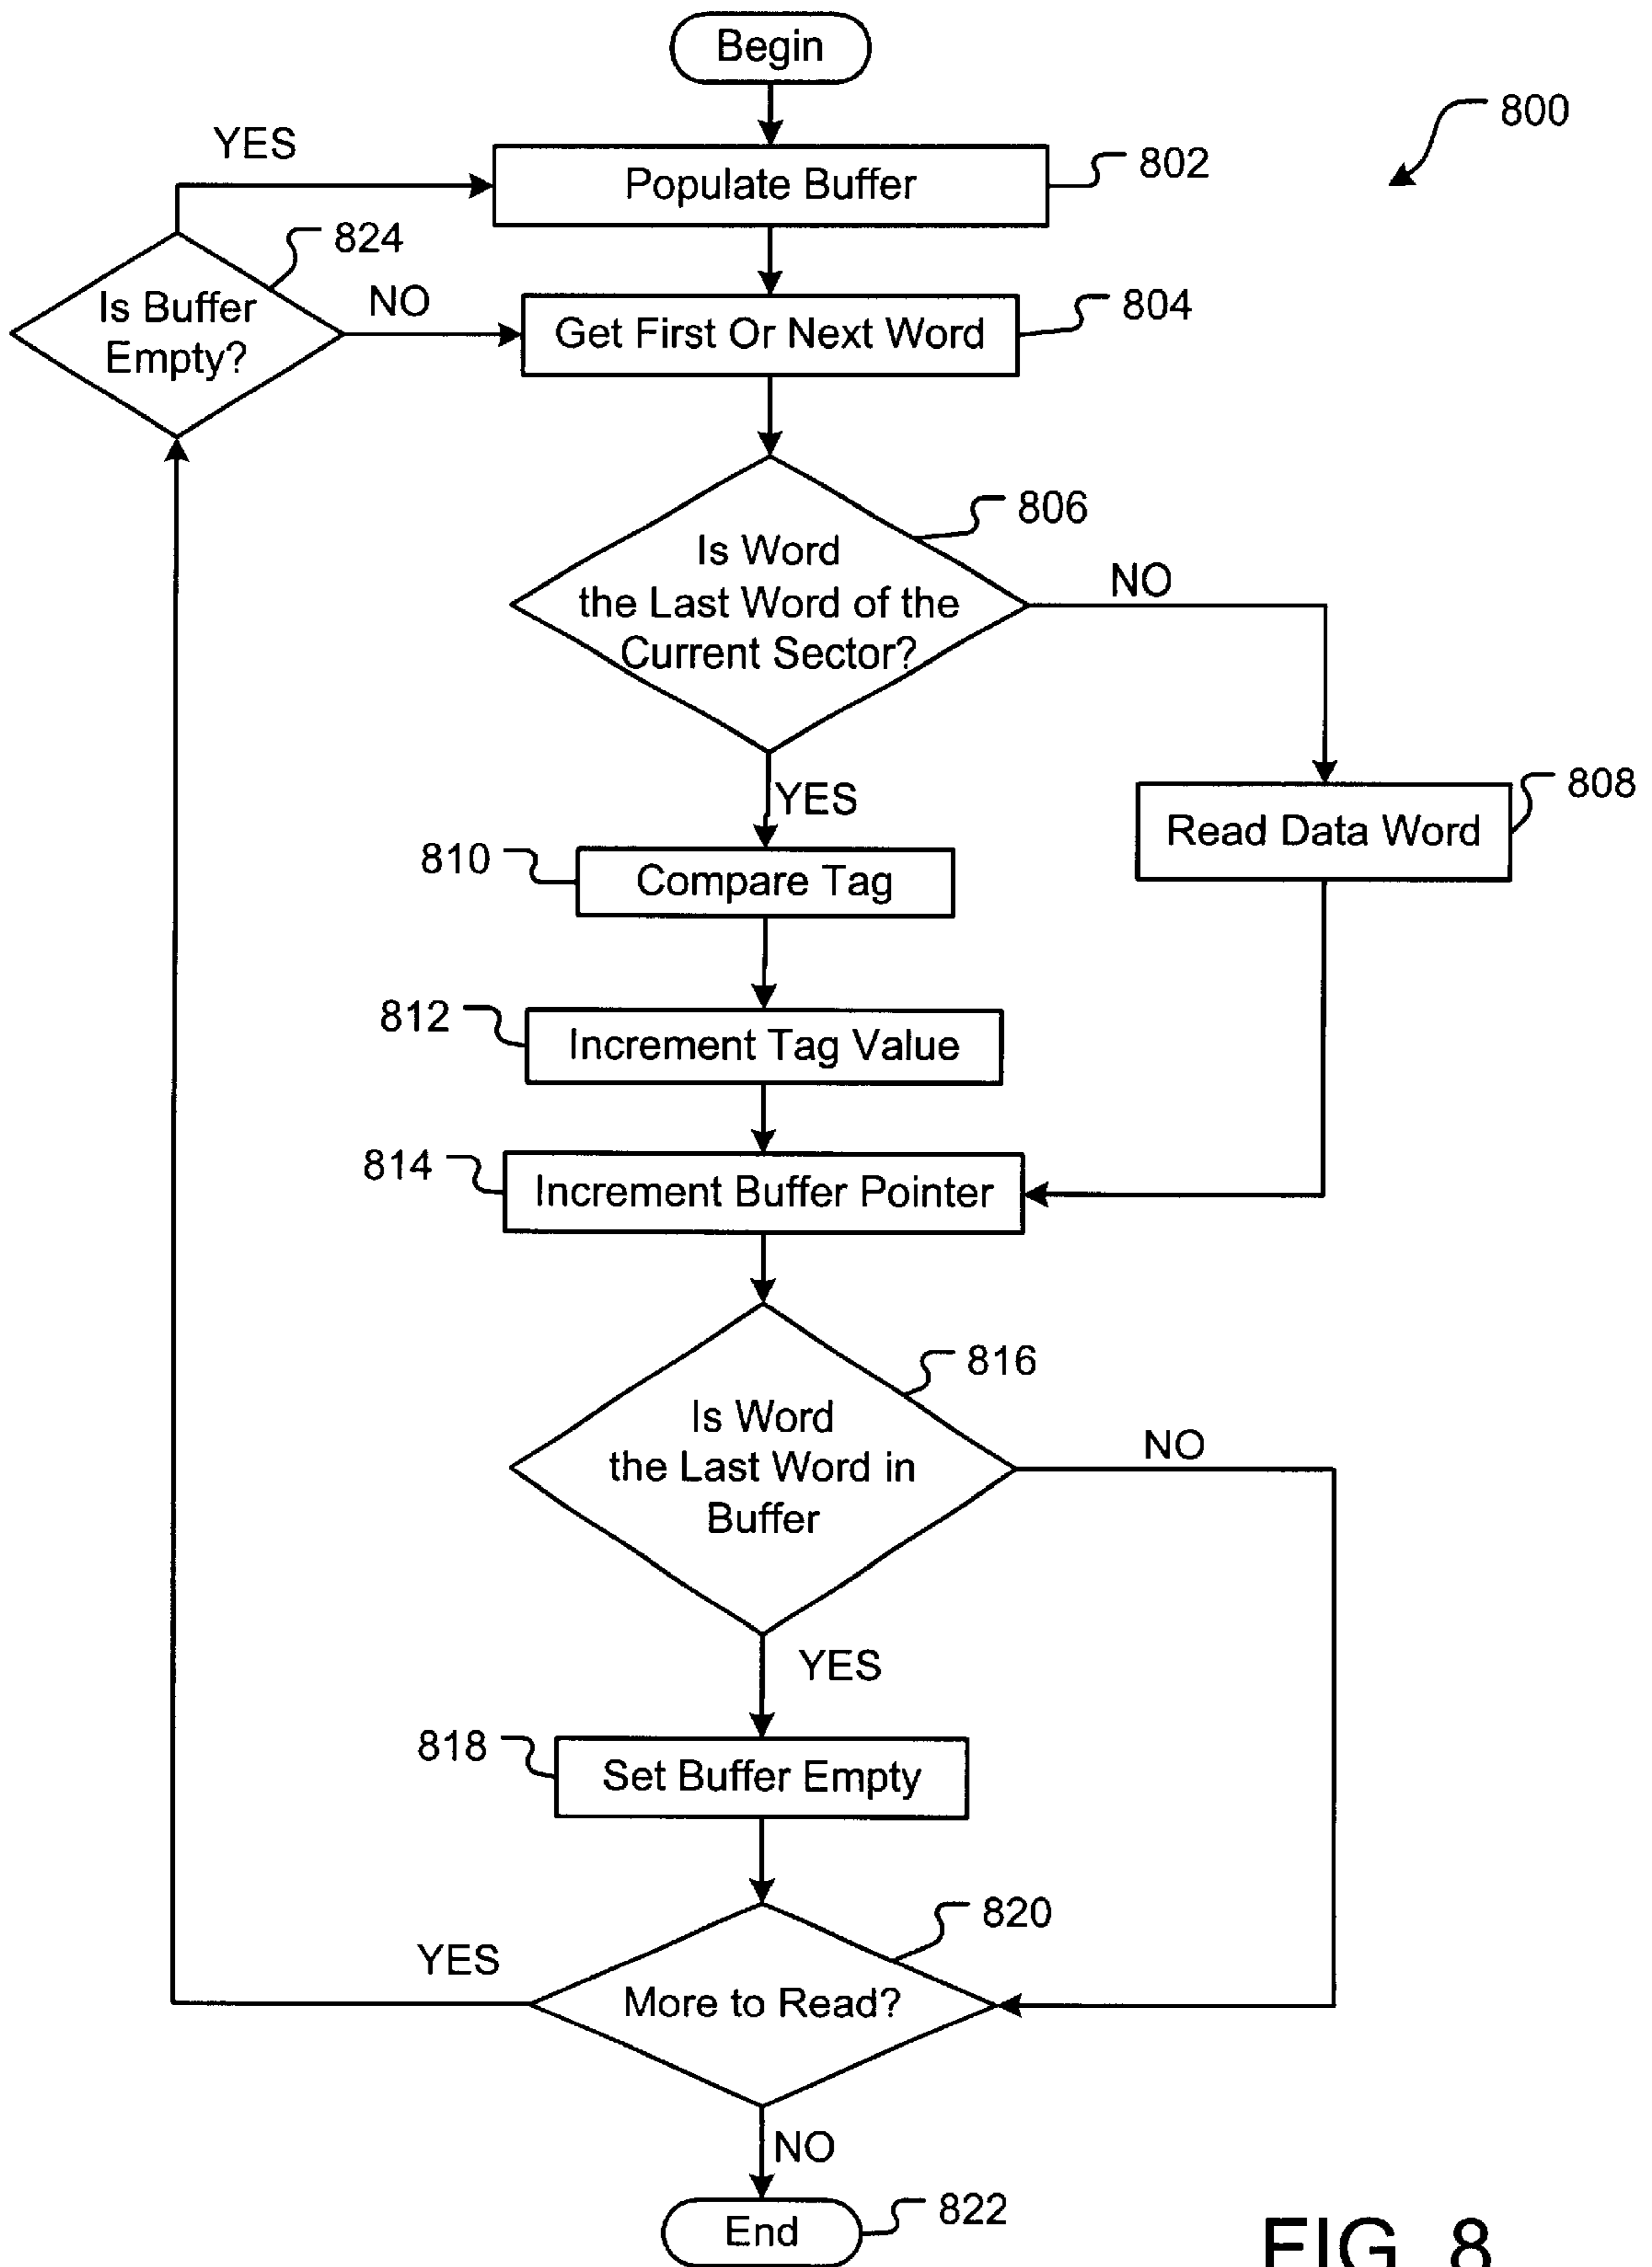 Begin
800
YES
Populate Buffer
802
824
Is Buffer
Empty?
NO
Get First Or Next Word
804
806
Is Word
the Last Word of the
Current Sector?
NO
YES
808
Read Data Word
810
Compare Tag
812
Increment Tag Value
814
Increment Buffer Pointer
816
Is Word
the Last Word in
Buffer
NO
YES
818
Set Buffer Empty
820
YES
More to Read?
NO
End
822
FIG. 8